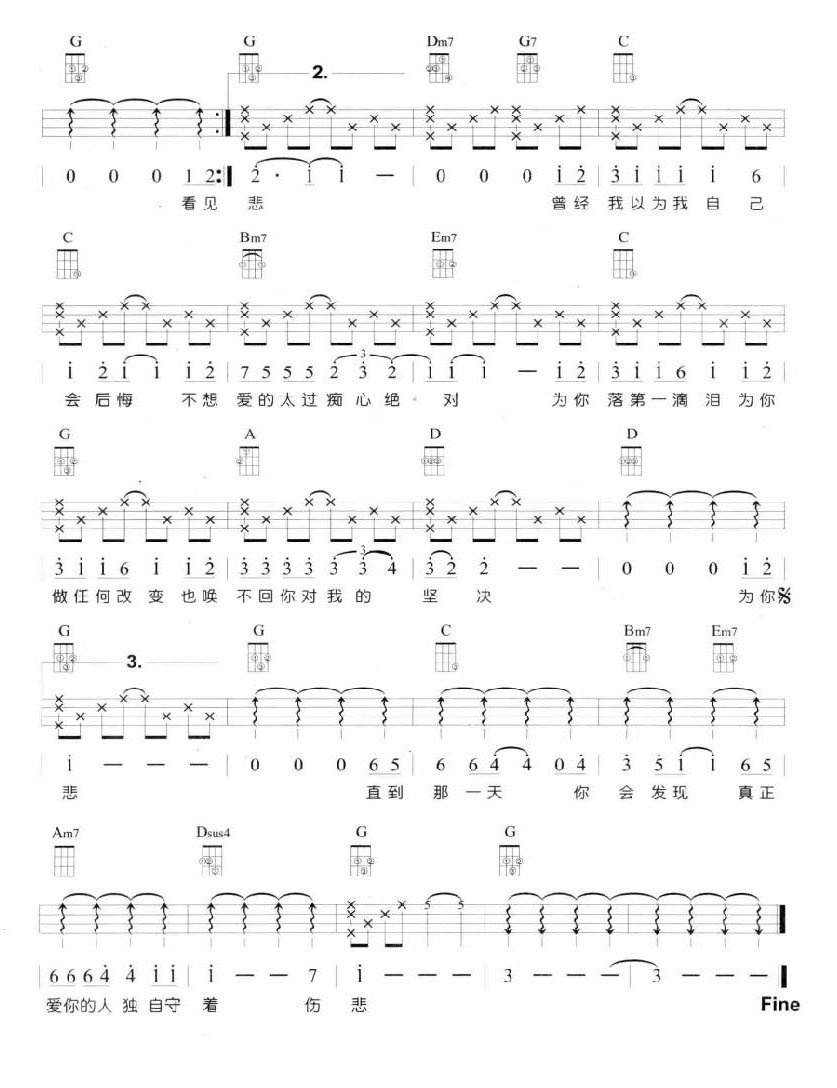 G G Dm7 G7 C
2.
0 0 0 1 2 2 · 1 1 — 0 0 0 1 2 3 1 1 1 1 1 6
看见 悲 曾经 我以为我自己
C Bm7 Em7 C
1 2 1 1 1 2 7 5 5 5 2 3 2 1 1 1 — 1 2 3 1 1 6 1 1 2
会后悔 不想 爱的太过痴心绝 对 为你 落第一滴泪为你
G A D D
3 1 1 6 1 1 2 3 3 3 3 3 3 4 3 2 2 — — 0 0 0 1 2
做任何改变也唤 不回你对我的 坚 决 为你
G G C Bm7 Em7
3.
1 — — — 0 0 0 6 5 6 6 4 4 0 4 3 5 1 1 6 5
悲 直到 那一天 你 会发现 真正
Am7 Dsus4 G G
5 5
6 6 6 4 4 1 1 1 — — 7 1 — — — 3 — — — 3 — — —
爱你的人独自守 着 伤 悲
Fine